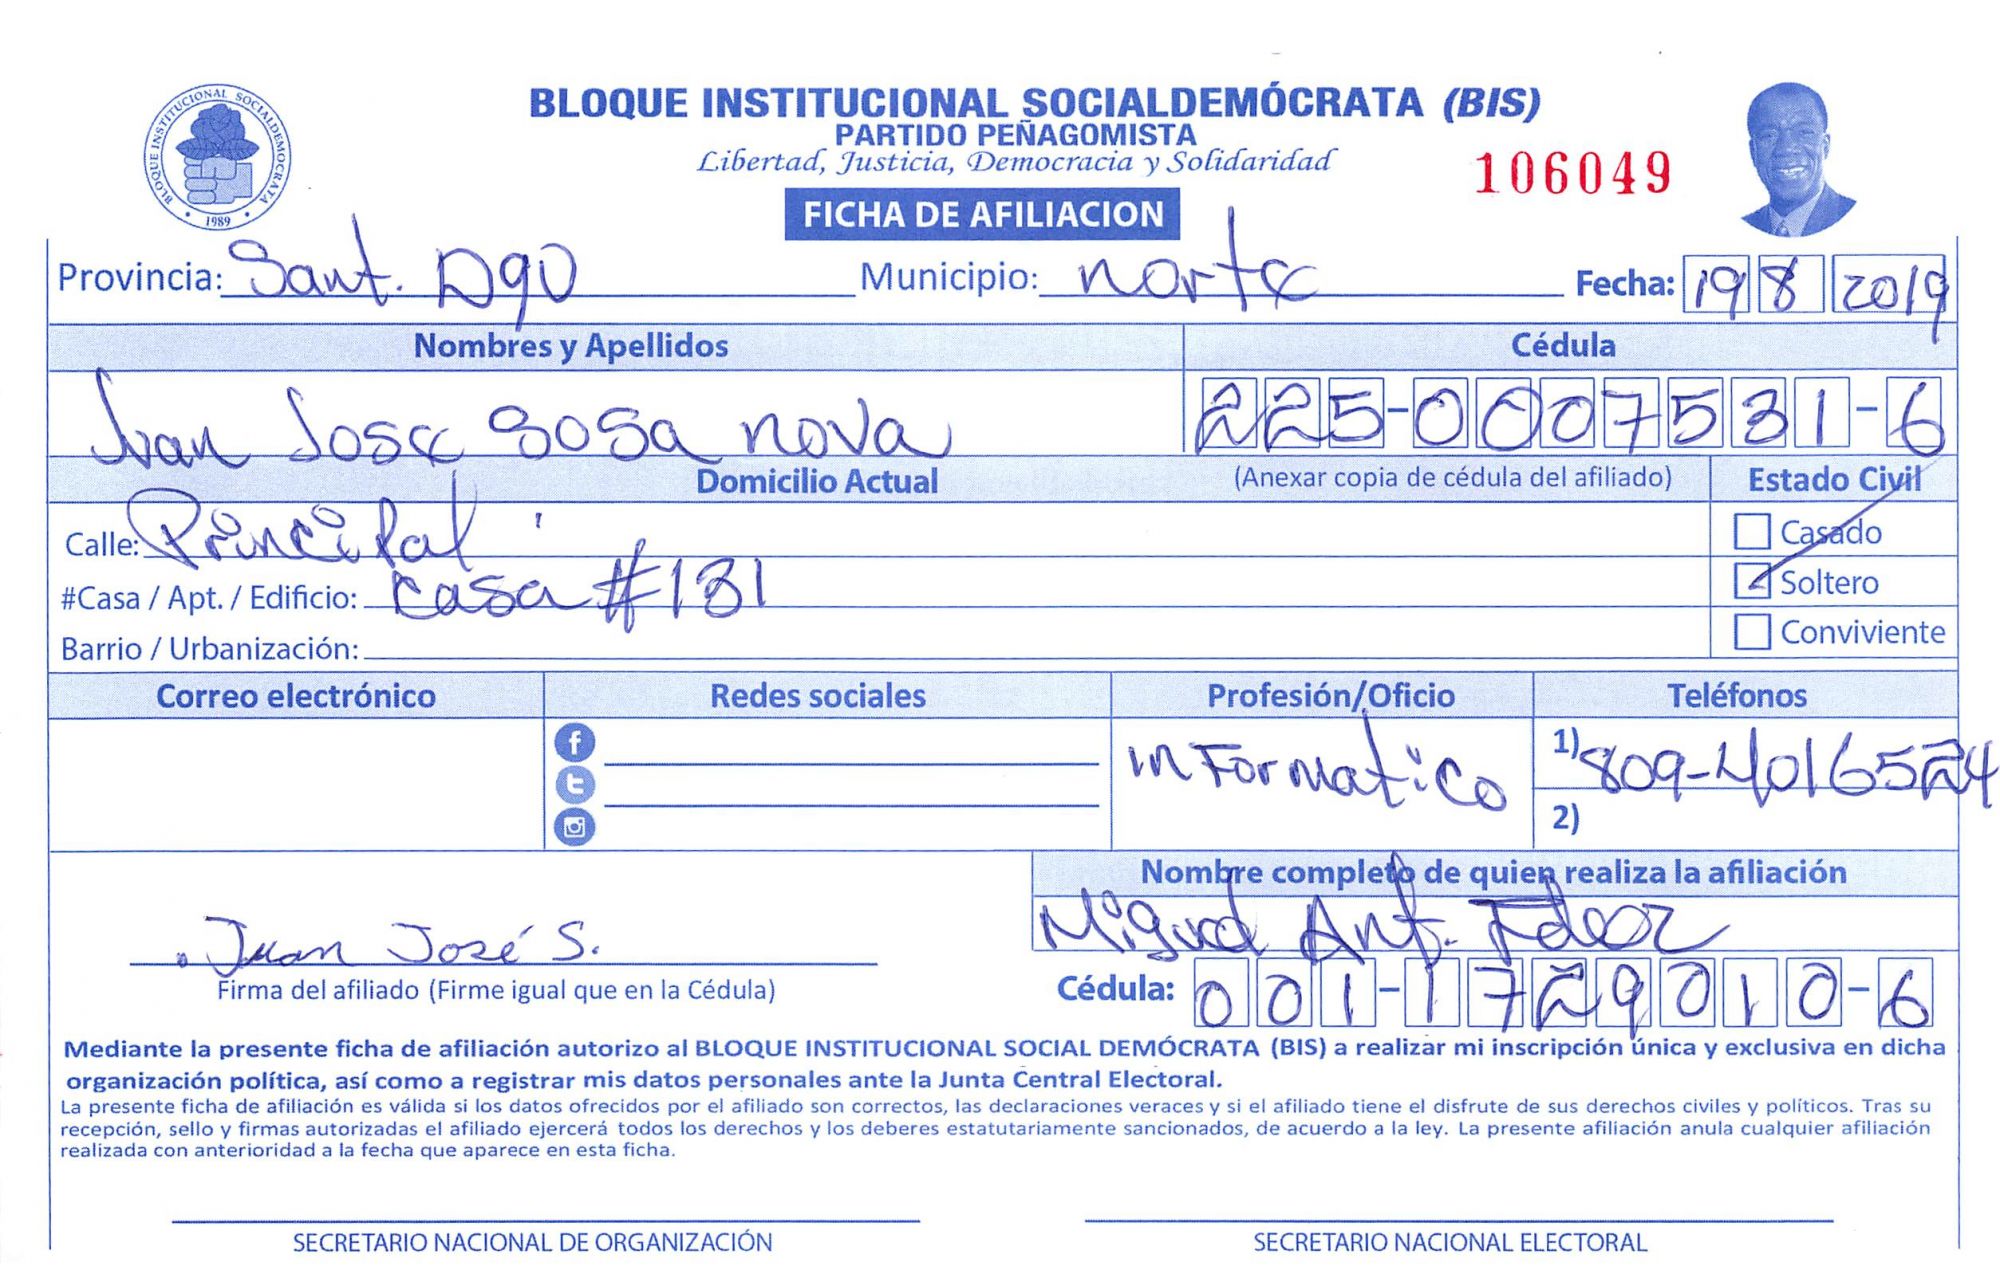 BLOQUE INSTITUCIONAL SOCIALDEMÓCRATA (BIS)
PARTIDO PEÑAGOMISTA
Libertad, Justicia, Democracia y Solidaridad
106049
BLOQUE INSTITUCIONAL SOCIALDEMOCRATA
1989
FICHA DE AFILIACION
Provincia: Sant. Dgo Municipio: norte Fecha: 19 8 2019
Nombres y Apellidos Cédula
Juan Jose Sosa nova 225-0007531-6
Domicilio Actual (Anexar copia de cédula del afiliado) Estado Civil
Calle: Principal Casado
#Casa / Apt. / Edificio: casa #131 Soltero
Barrio / Urbanización: Conviviente
Correo electrónico Redes sociales Profesión/Oficio Teléfonos
inFormatico 1) 809-4016524
2)
Nombre completo de quien realiza la afiliación
Miguel Ant.
Juan José S.
Firma del afiliado (Firme igual que en la Cédula) Cédula: 001-1729010-6
Mediante la presente ficha de afiliación autorizo al BLOQUE INSTITUCIONAL SOCIAL DEMÓCRATA (BIS) a realizar mi inscripción única y exclusiva en dicha
organización política, así como a registrar mis datos personales ante la Junta Central Electoral.
La presente ficha de afiliación es válida si los datos ofrecidos por el afiliado son correctos, las declaraciones veraces y si el afiliado tiene el disfrute de sus derechos civiles y políticos. Tras su
recepción, sello y firmas autorizadas el afiliado ejercerá todos los derechos y los deberes estatutariamente sancionados, de acuerdo a la ley. La presente afiliación anula cualquier afiliación
realizada con anterioridad a la fecha que aparece en esta ficha.
SECRETARIO NACIONAL DE ORGANIZACIÓN SECRETARIO NACIONAL ELECTORAL